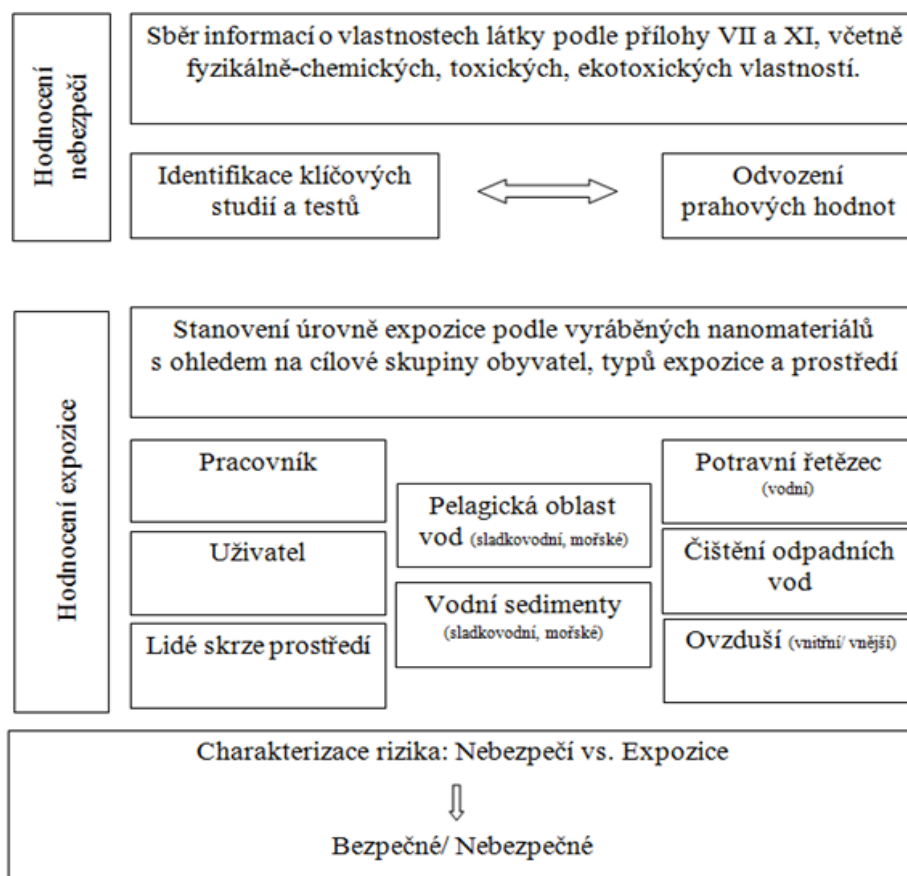 Hodnocení
nebezpečí
Sběr informací o vlastnostech látky podle přílohy VII a XI, včetně
fyzikálně-chemických, toxických, ekotoxických vlastností.
Identifikace klíčových
studií a testů
Odvození
prahových hodnot
Hodnocení expozice
Stanovení úrovně expozice podle vyráběných nanomateriálů
s ohledem na cílové skupiny obyvatel, typů expozice a prostředí
Pracovník
Uživatel
Lidé skrze prostředí
Pelagická oblast
vod (sladkovodní, mořské)
Vodní sedimenty
(sladkovodní, mořské)
Potravní řetězec
(vodní)
Čištění odpadních
vod
Ovzduší (vnitřní/ vnější)
Charakterizace rizika: Nebezpečí vs. Expozice
Bezpečné/ Nebezpečné